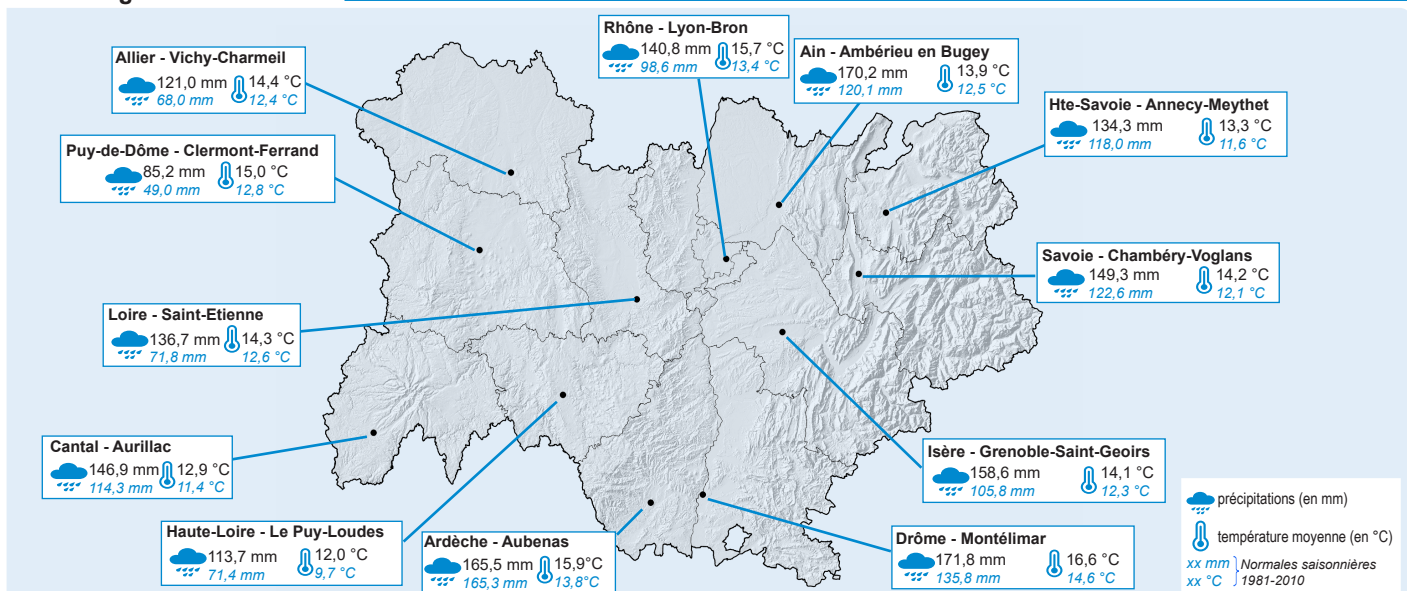 Rhône - Lyon-Bron
140,8 mm 15,7 °C
98,6 mm 13,4 °C
Ain - Ambérieu en Bugey
170,2 mm 13,9 °C
120,1 mm 12,5 °C
Allier - Vichy-Charmeil
121,0 mm 14,4 °C
68,0 mm 12,4 °C
Hte-Savoie - Annecy-Meythet
134,3 mm 13,3 °C
118,0 mm 11,6 °C
Puy-de-Dôme - Clermont-Ferrand
85,2 mm 15,0 °C
49,0 mm 12,8 °C
Savoie - Chambéry-Voglans
149,3 mm 14,2 °C
122,6 mm 12,1 °C
Loire - Saint-Etienne
136,7 mm 14,3 °C
71,8 mm 12,6 °C
Cantal - Aurillac
146,9 mm 12,9 °C
114,3 mm 11,4 °C
Isère - Grenoble-Saint-Geoirs
158,6 mm 14,1 °C
105,8 mm 12,3 °C
Haute-Loire - Le Puy-Loudes
113,7 mm 12,0 °C
71,4 mm 9,7 °C
Ardèche - Aubenas
165,5 mm 15,9°C
165,3 mm 13,8°C
Drôme - Montélimar
171,8 mm 16,6 °C
135,8 mm 14,6 °C
précipitations (en mm)
température moyenne (en °C)
xx mm Normales saisonnières
xx °C 1981-2010